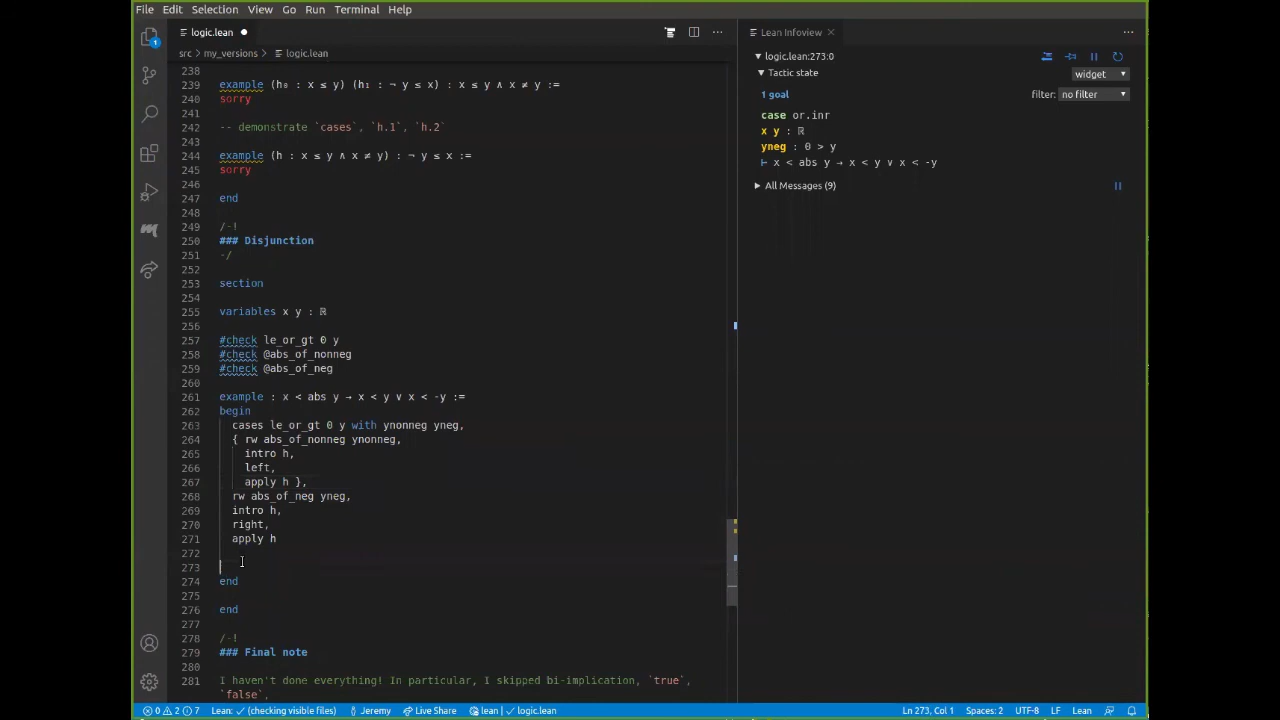 File Edit Selection View Go Run Terminal Help
logic.lean
Lean Infoview
src > my_versions > logic.lean
238
239 example (h₀ : x ≤ y) (h₁ : ¬ y ≤ x) : x ≤ y ∧ x ≠ y :=
240 sorry
241
242 -- demonstrate `cases`, `h.1`, `h.2`
243
244 example (h : x ≤ y ∧ x ≠ y) : ¬ y ≤ x :=
245 sorry
246
247 end
248
249 /-!
250 ### Disjunction
251 -/
252
253 section
254
255 variables x y : ℝ
256
257 #check le_or_gt 0 y
258 #check @abs_of_nonneg
259 #check @abs_of_neg
260
261 example : x < abs y → x < y ∨ x < -y :=
262 begin
263 cases le_or_gt 0 y with ynonneg yneg,
264 { rw abs_of_nonneg ynonneg,
265 intro h,
266 left,
267 apply h },
268 rw abs_of_neg yneg,
269 intro h,
270 right,
271 apply h
272
273
274 end
275
276 end
277
278 /-!
279 ### Final note
280
281 I haven't done everything! In particular, I skipped bi-implication, `true`,
`false`,
logic.lean:273:0
Tactic state
widget
1 goal
filter: no filter
case or.inr
x y : ℝ
yneg : 0 > y
⊢ x < abs y → x < y ∨ x < -y
All Messages (9)
1
0 2 7 Lean: ✓ (checking visible files) Jeremy Live Share lean | ✓ logic.lean Ln 273, Col 1 Spaces: 2 UTF-8 LF Lean